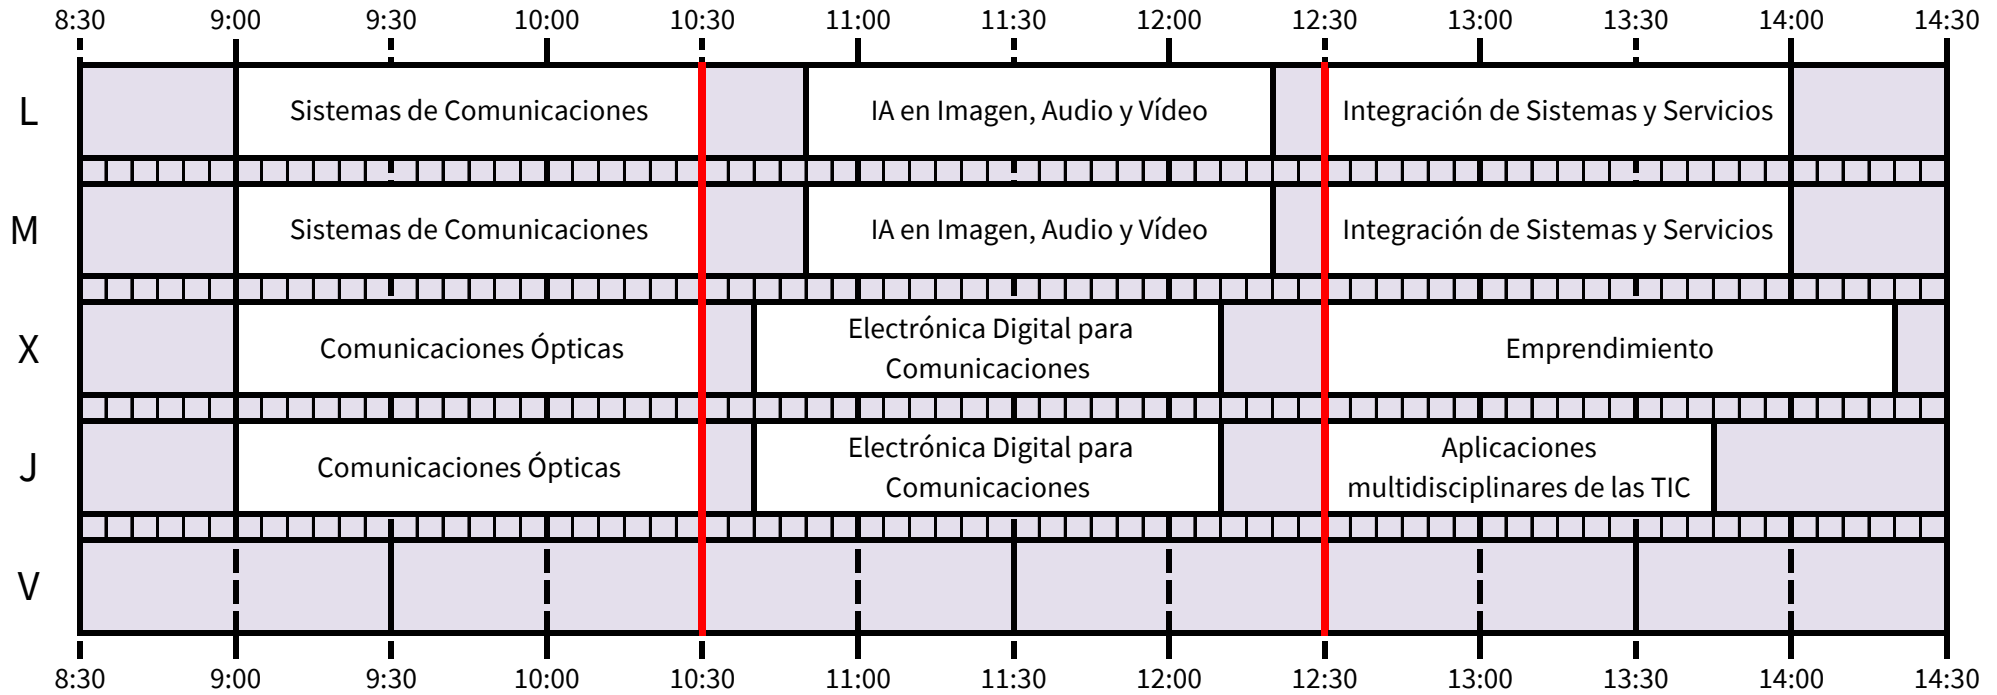 8:30 9:00 9:30 10:00 10:30 11:00 11:30 12:00 12:30 13:00 13:30 14:00 14:30
L Sistemas de Comunicaciones IA en Imagen, Audio y Vídeo Integración de Sistemas y Servicios
M Sistemas de Comunicaciones IA en Imagen, Audio y Vídeo Integración de Sistemas y Servicios
X Comunicaciones Ópticas
Electrónica Digital para
Comunicaciones
Emprendimiento
J Comunicaciones Ópticas
Electrónica Digital para
Comunicaciones
Aplicaciones
multidisciplinares de las TIC
V
8:30 9:00 9:30 10:00 10:30 11:00 11:30 12:00 12:30 13:00 13:30 14:00 14:30